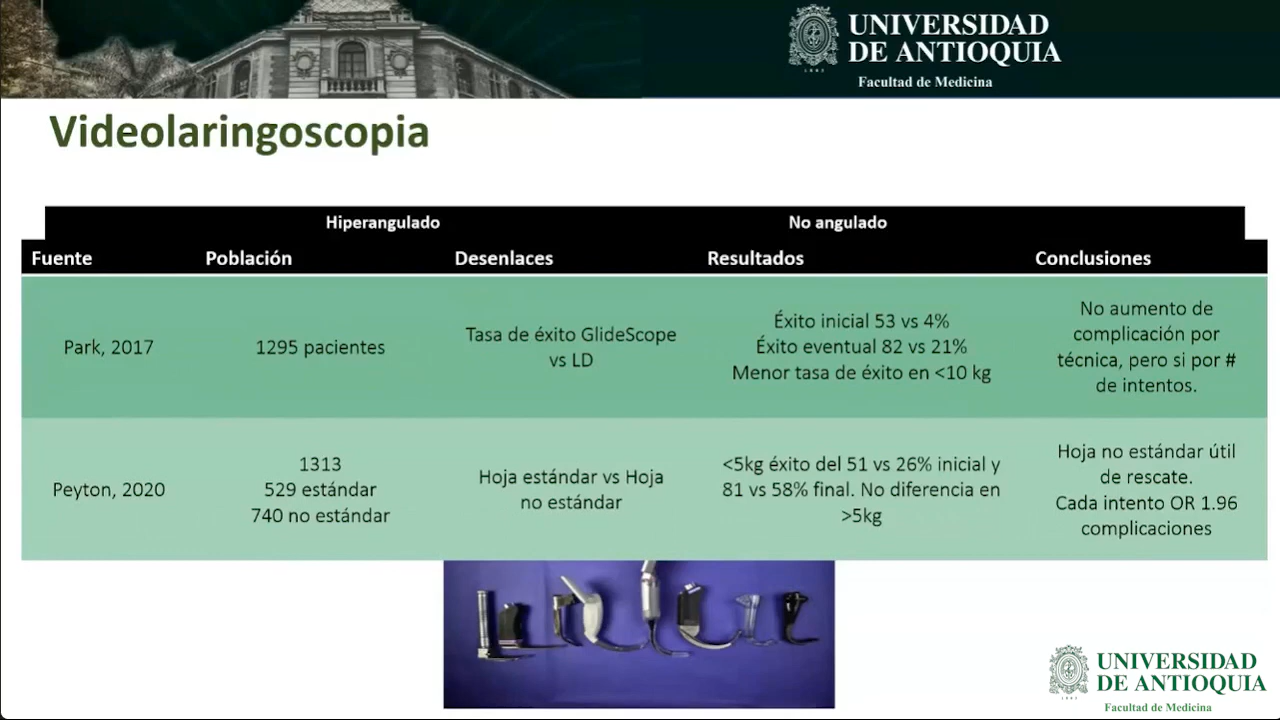 UNIVERSIDAD
DE ANTIOQUIA
1803
Facultad de Medicina
Videolaringoscopia
Hiperangulado No angulado
Fuente Población Desenlaces Resultados Conclusiones
Park, 2017
1295 pacientes
Tasa de éxito GlideScope
vs LD
Éxito inicial 53 vs 4%
Éxito eventual 82 vs 21%
Menor tasa de éxito en <10 kg
No aumento de
complicación por
técnica, pero si por #
de intentos.
Peyton, 2020
1313
529 estándar
740 no estándar
Hoja estándar vs Hoja
no estándar
<5kg éxito del 51 vs 26% inicial y
81 vs 58% final. No diferencia en
>5kg
Hoja no estándar útil
de rescate.
Cada intento OR 1.96
complicaciones
UNIVERSIDAD
DE ANTIOQUIA
1803
Facultad de Medicina